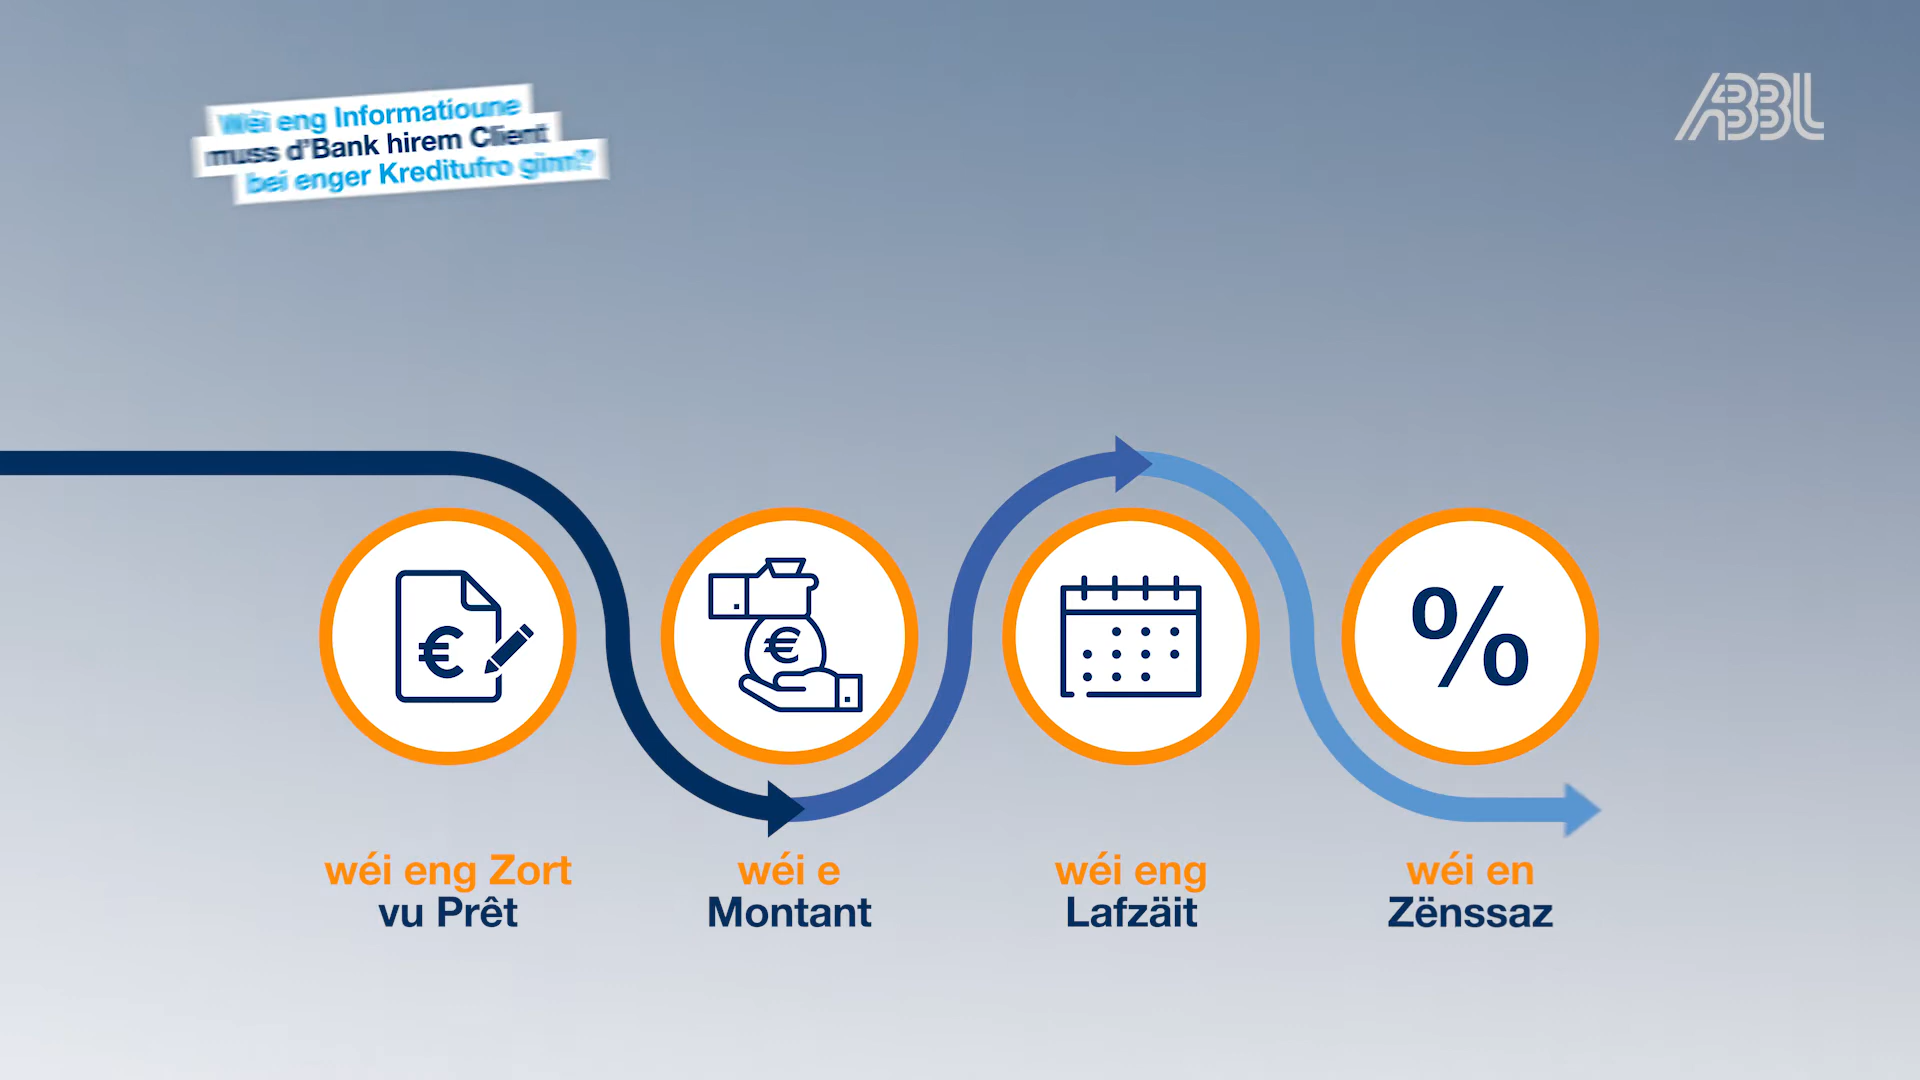 Wéi eng Informatioune
muss d'Bank hirem Client
bei enger Kreditufro ginn?
ABBL
€
€
%
wéi eng Zort
vu Prêt
wéi e
Montant
wéi eng
Lafzäit
wéi en
Zënssaz